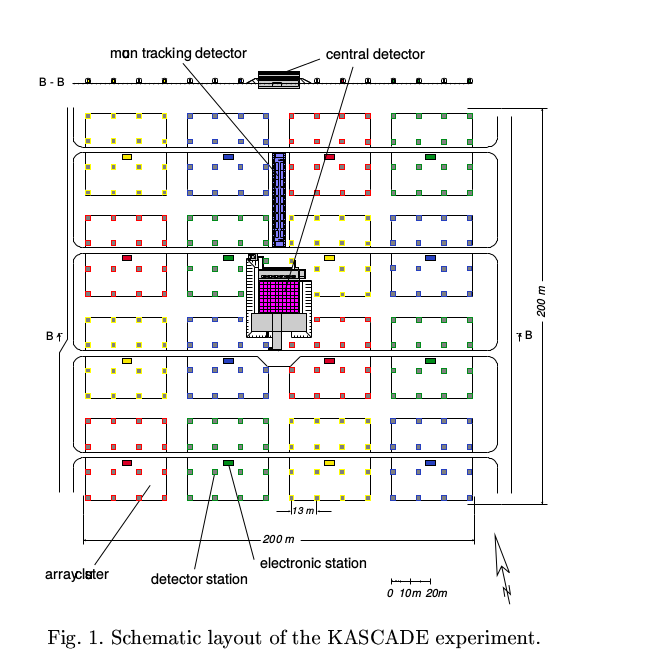 muon tracking detector
central detector
B - B
200 m
B
B
13 m
200 m
electronic station
array cluster
detector station
0 10m 20m
Fig. 1. Schematic layout of the KASCADE experiment.